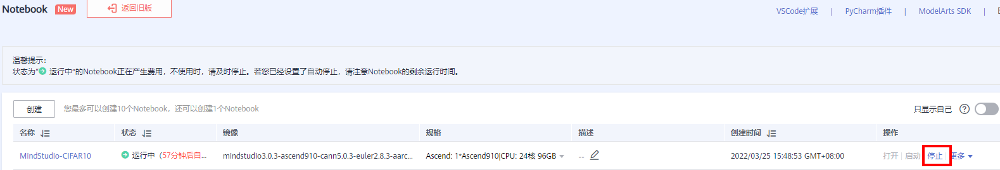 Notebook New 返回旧版
VSCode扩展 | PyCharm插件 | ModelArts SDK |
温馨提示：
状态为“运行中”的Notebook正在产生费用，不使用时，请及时停止。若您已经设置了自动停止，请注意Notebook的剩余运行时间。
创建 您最多可以创建10个Notebook，还可以创建1个Notebook 只显示自己
名称 状态 镜像 规格 描述 创建时间 操作
MindStudio-CIFAR10 运行中（57分钟后自... mindstudio3.0.3-ascend910-cann5.0.3-euler2.8.3-aarc... Ascend: 1*Ascend910|CPU: 24核 96GB -- 2022/03/25 15:48:53 GMT+08:00 打开 | 启动 | 停止 | 更多